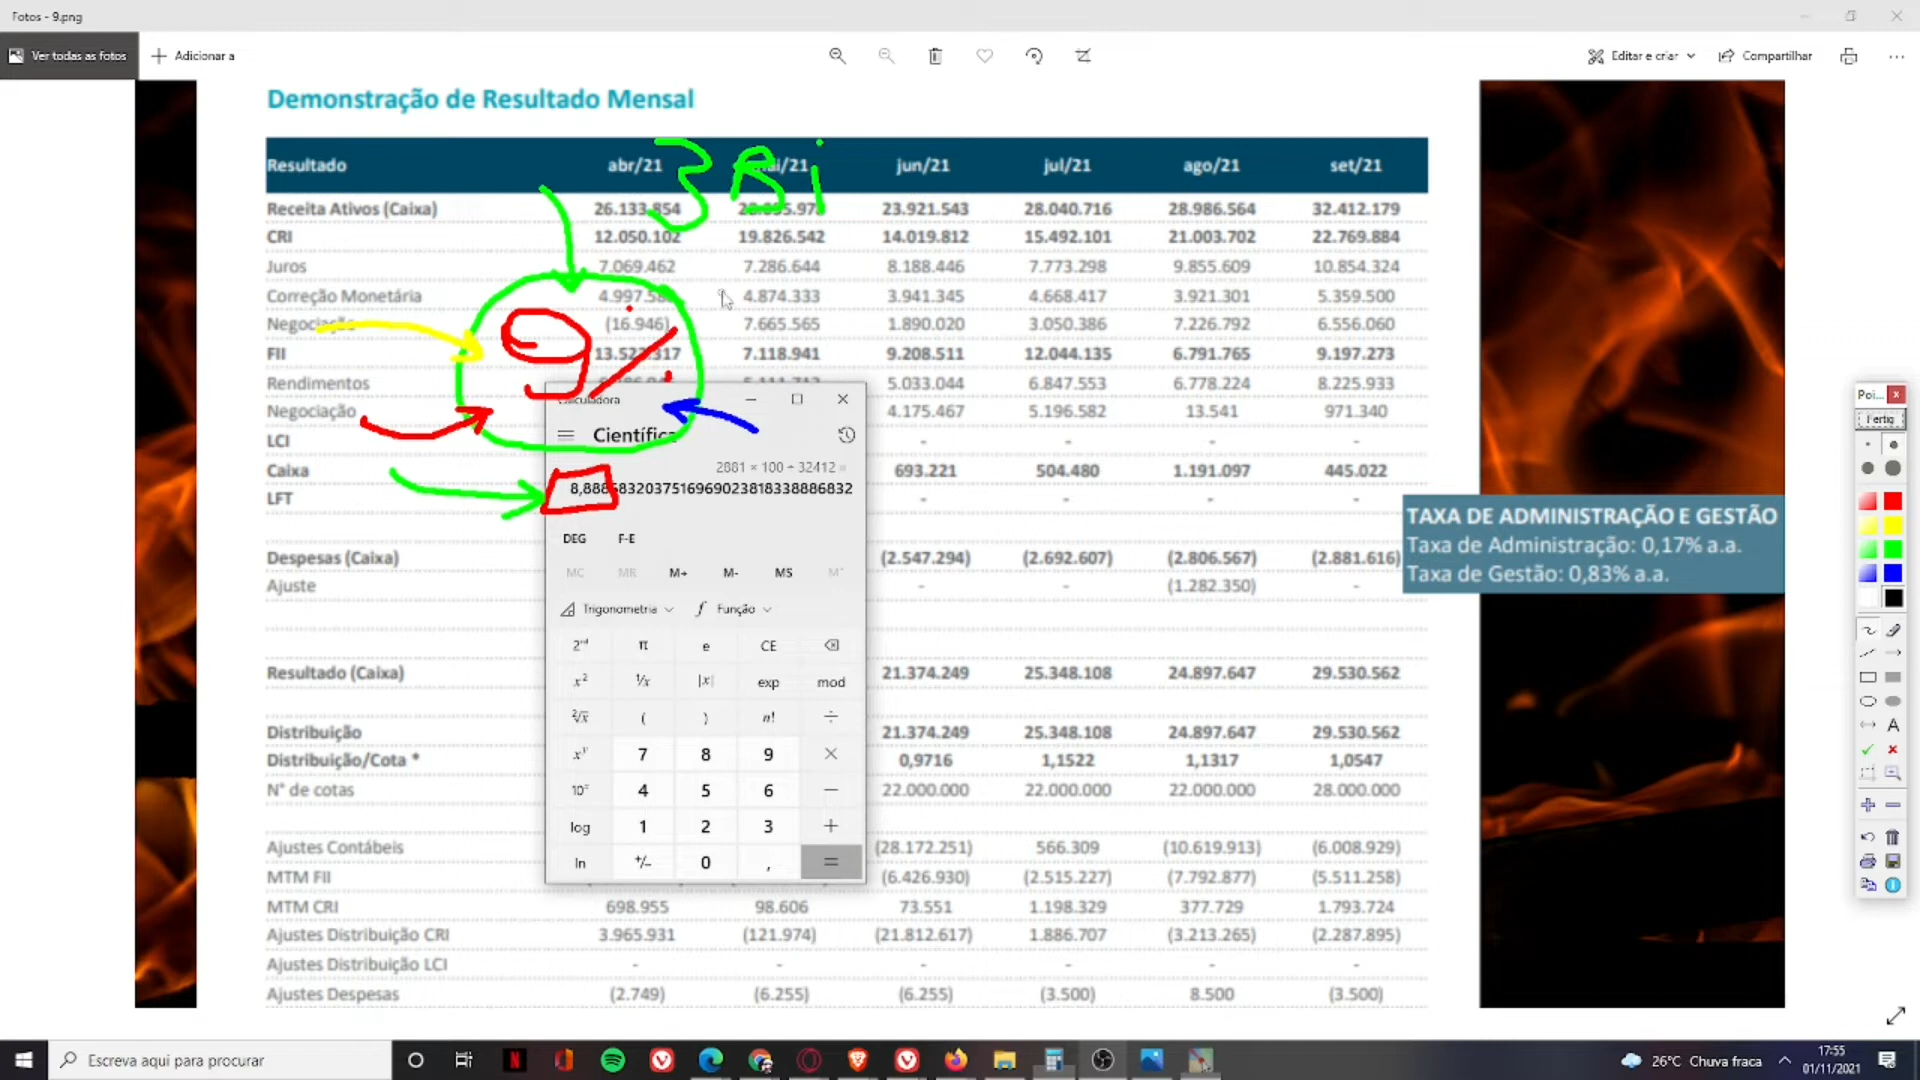 Fotos - 9.png
Ver todas as fotos
Adicionar a
Editar e criar
Compartilhar
Demonstração de Resultado Mensal
3 Bi
Resultado abr/21 jun/21 jul/21 ago/21 set/21
Receita Ativos (Caixa) 26.133.854 23.921.543 28.040.716 28.986.564 32.412.179
CRI 12.050.102 19.826.542 14.019.812 15.492.101 21.003.702 22.769.884
Juros 7.069.462 7.286.644 8.188.446 7.773.298 9.855.609 10.854.324
Correção Monetária 4.874.333 3.941.345 4.668.417 3.921.301 5.359.500
Negociação (16.946) 7.665.565 1.890.020 3.050.386 7.226.792 6.556.060
9%
FII 7.118.941 9.208.511 12.044.135 6.791.765 9.197.273
Rendimentos 5.033.044 6.847.553 6.778.224 8.225.933
Negociação 4.175.467 5.196.582 13.541 971.340
LCI - - - -
Caixa 693.221 504.480 1.191.097 445.022
LFT - - - -
Despesas (Caixa) (2.547.294) (2.692.607) (2.806.567) (2.881.616)
Ajuste - - (1.282.350) -
Resultado (Caixa) 21.374.249 25.348.108 24.897.647 29.530.562
Distribuição 21.374.249 25.348.108 24.897.647 29.530.562
Distribuição/Cota * 0,9716 1,1522 1,1317 1,0547
N° de cotas 22.000.000 22.000.000 22.000.000 28.000.000
Ajustes Contábeis (28.172.251) 566.309 (10.619.913) (6.008.929)
MTM FII (6.426.930) (2.515.227) (7.792.877) (5.511.258)
MTM CRI 698.955 98.606 73.551 1.198.329 377.729 1.793.724
Ajustes Distribuição CRI 3.965.931 (121.974) (21.812.617) 1.886.707 (3.213.265) (2.287.895)
Ajustes Distribuição LCI - - - - - -
Ajustes Despesas (2.749) (6.255) (6.255) (3.500) 8.500 (3.500)
Calculadora
Científica
2881 × 100 ÷ 32412 =
DEG F-E
MC MR M+ M- MS M˅
Trigonometria Função
2ⁿᵈ π e CE
x² ¹/x |x| exp mod
²√x ( ) n! ÷
xʸ 7 8 9 ×
10ˣ 4 5 6 −
log 1 2 3 +
ln +/− 0 , =
TAXA DE ADMINISTRAÇÃO E GESTÃO
Taxa de Administração: 0,17% a.a.
Taxa de Gestão: 0,83% a.a.
Poi...
Fertig
A
Escreva aqui para procurar
26°C Chuva fraca
17:55
01/11/2021